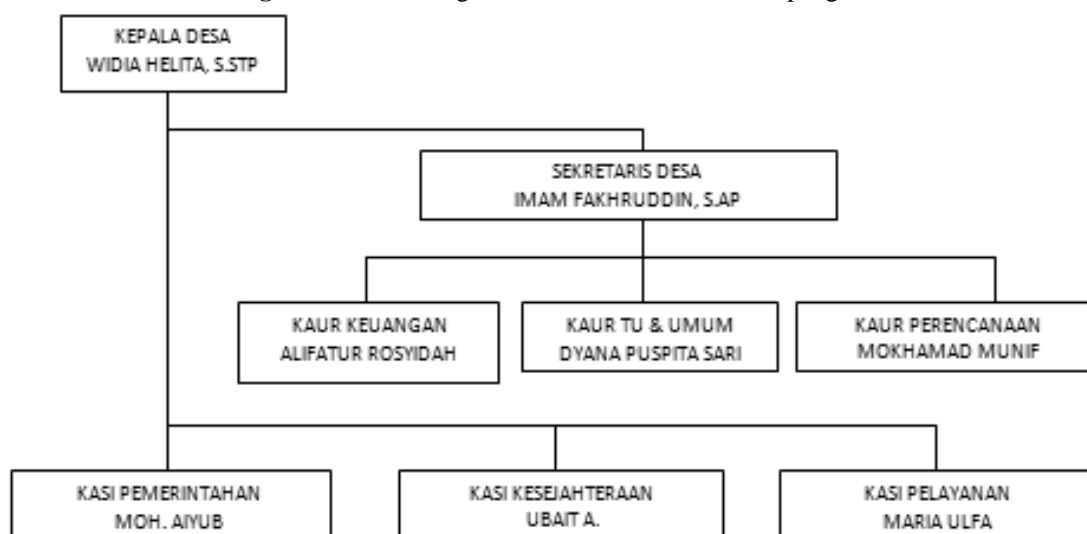 KEPALA DESA
WIDIA HELITA, S.STP
SEKRETARIS DESA
IMAM FAKHRUDDIN, S.AP
KAUR KEUANGAN
ALIFATUR ROSYIDAH
KAUR TU & UMUM
DYANA PUSPITA SARI
KAUR PERENCANAAN
MOKHAMAD MUNIF
KASI PEMERINTAHAN
MOH. AIYUB
KASI KESEJAHTERAAN
UBAIT A.
KASI PELAYANAN
MARIA ULFA